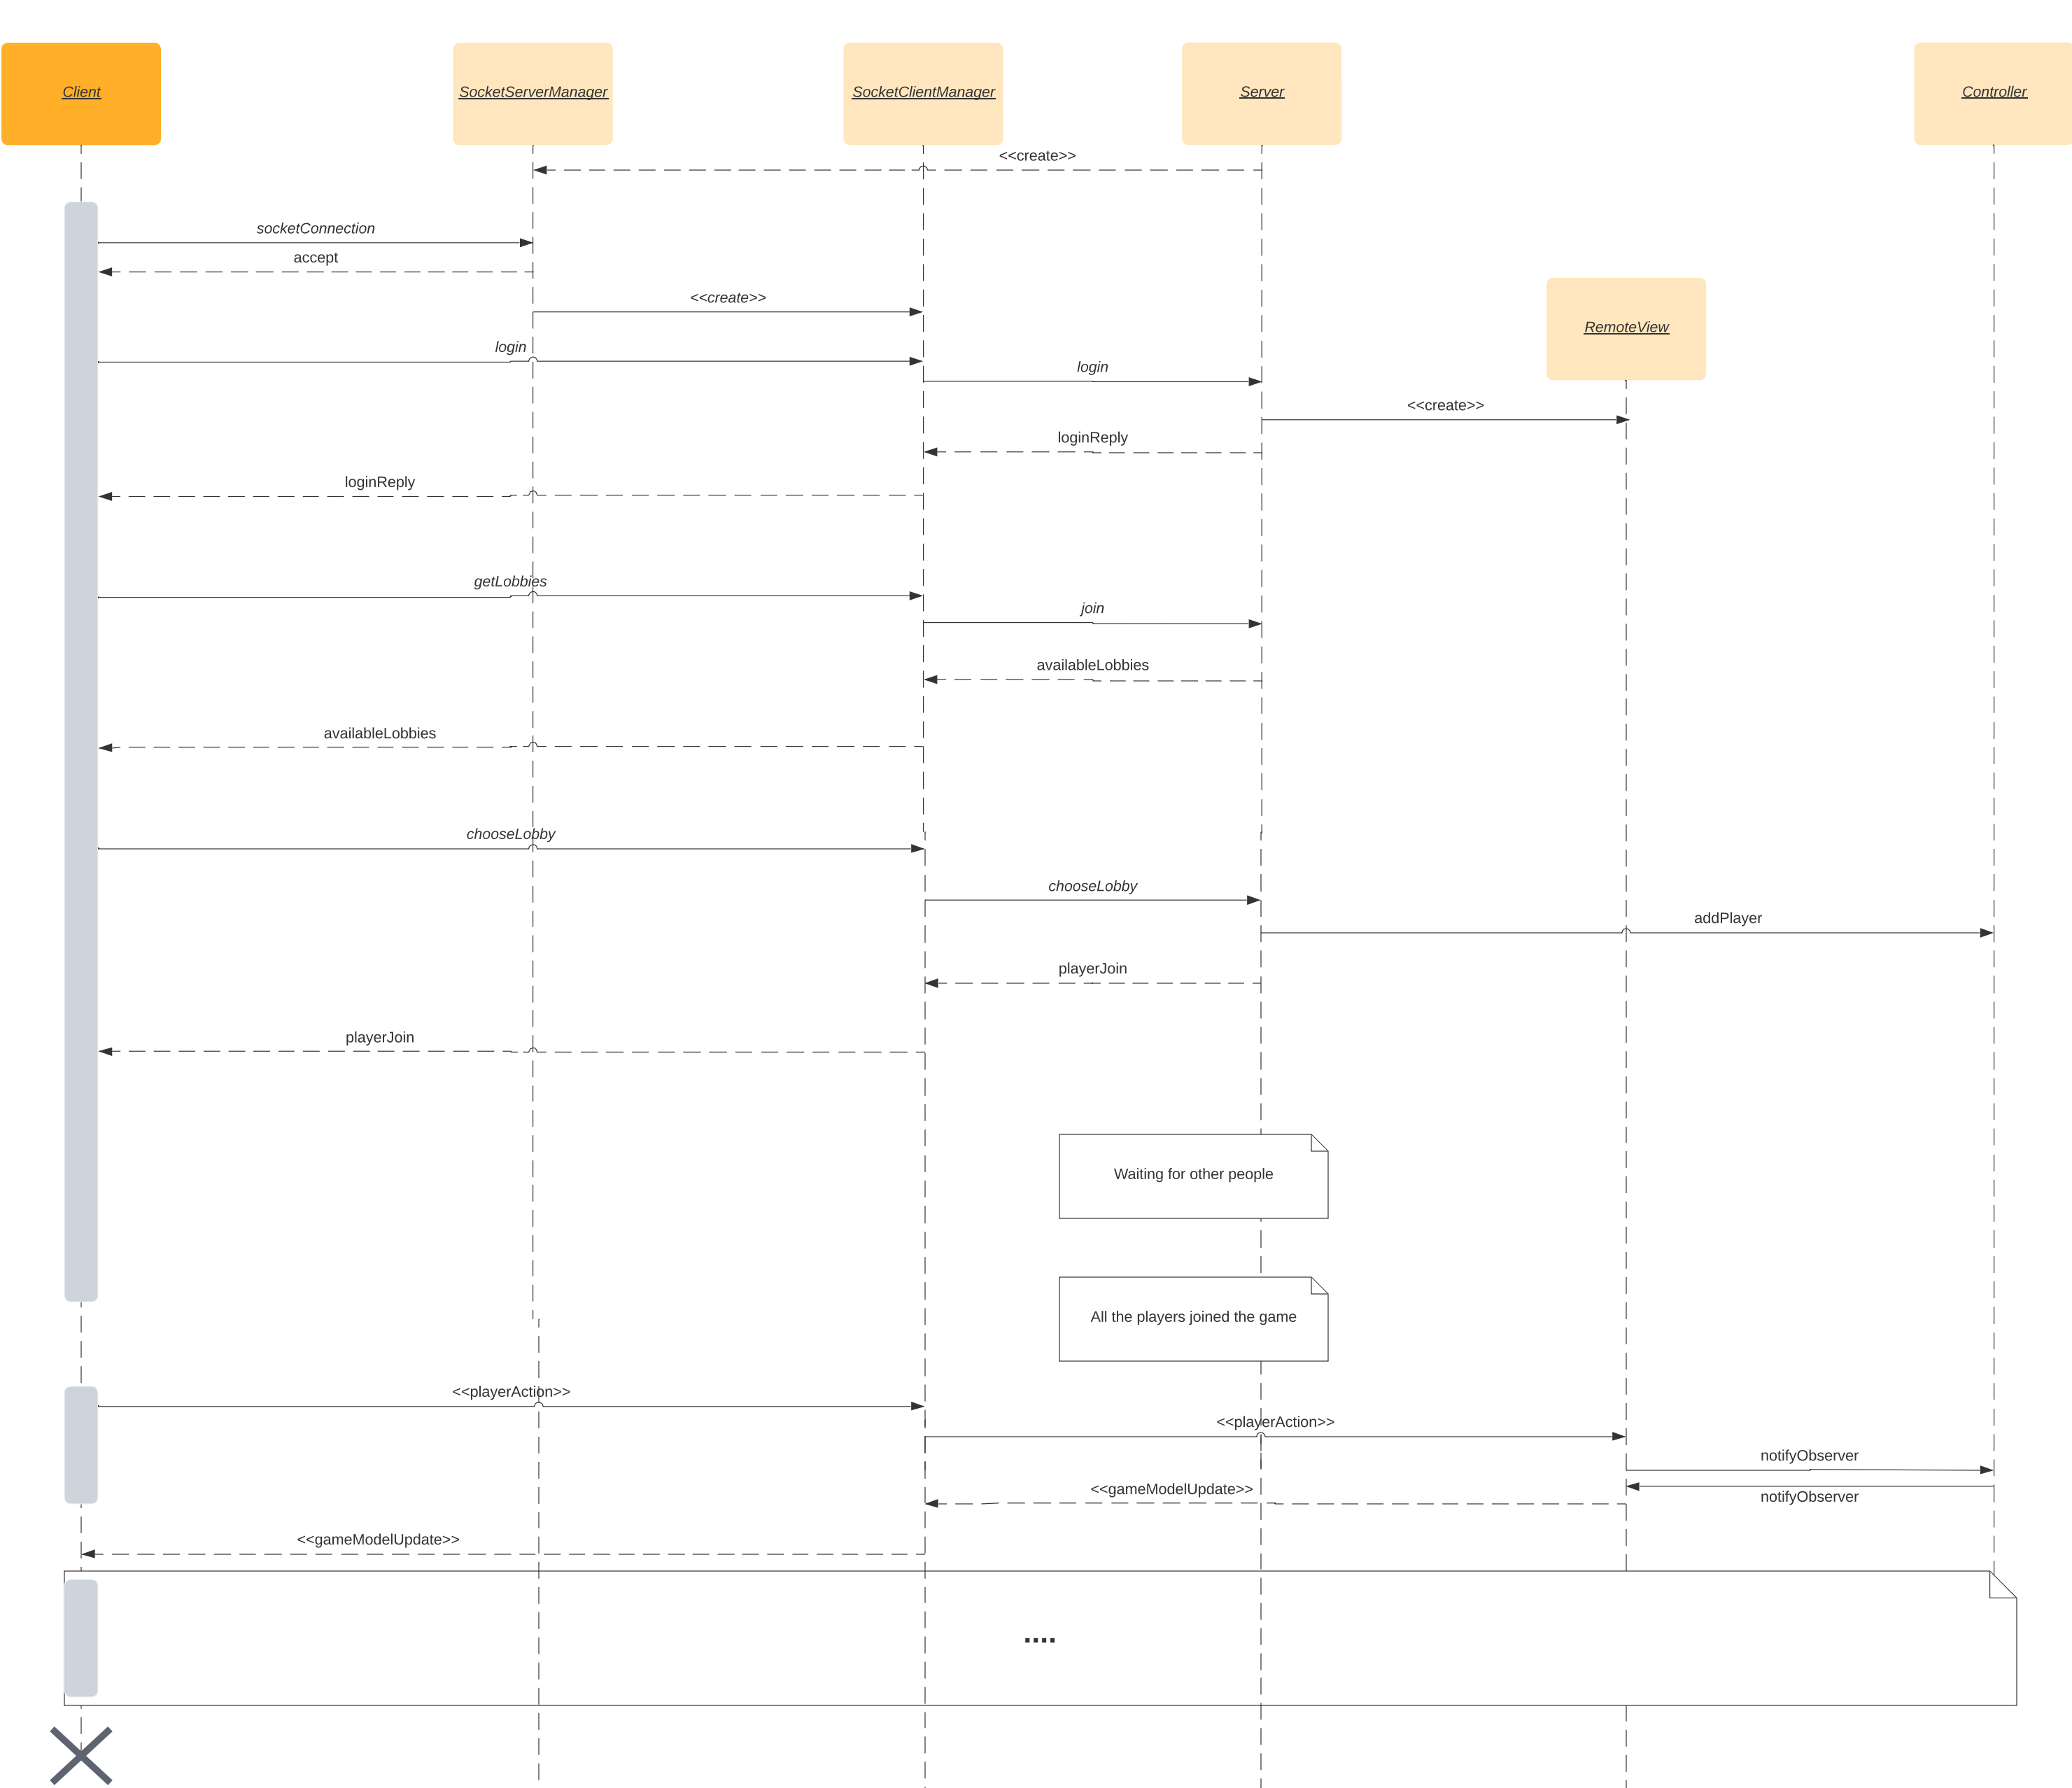 Client
SocketServerManager
SocketClientManager
Server
Controller
<<create>>
socketConnection
accept
<<create>>
RemoteView
login
login
<<create>>
loginReply
loginReply
getLobbies
join
availableLobbies
availableLobbies
chooseLobby
chooseLobby
addPlayer
playerJoin
playerJoin
Waiting for other people
All the players joined the game
<<playerAction>>
<<playerAction>>
notifyObserver
<<gameModelUpdate>>
notifyObserver
<<gameModelUpdate>>
....